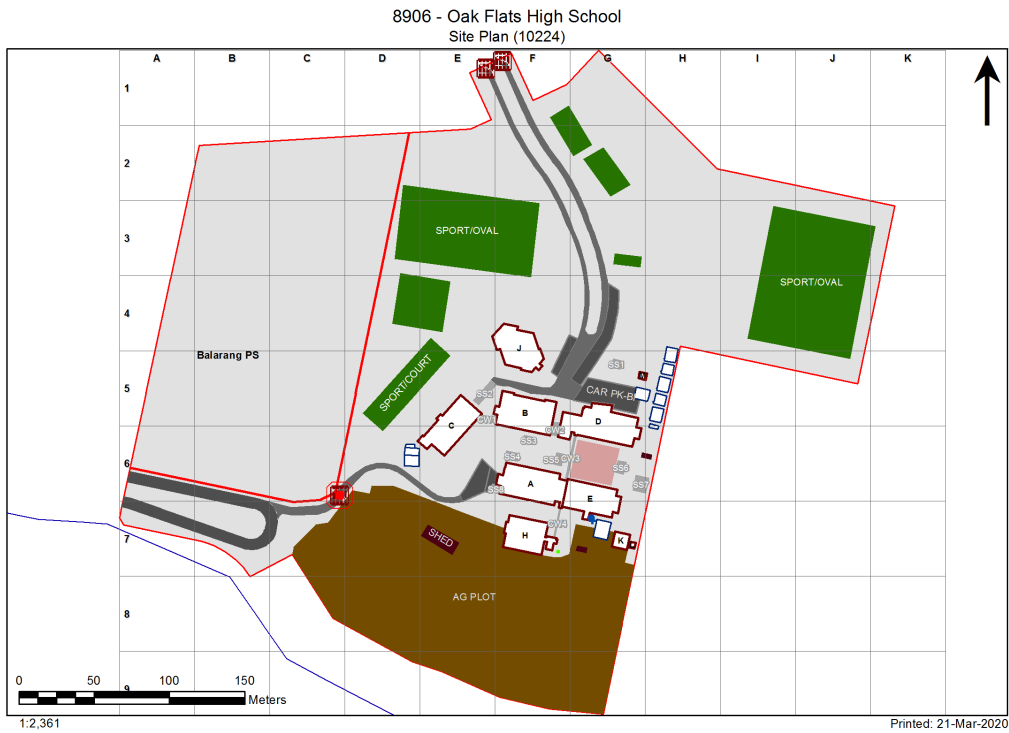 8906 - Oak Flats High School
Site Plan (10224)
A B C D E F G H I J K
1
2
3
SPORT/OVAL
SPORT/OVAL
4
J
Balarang PS
5
SS1
SPORT/COURT
SS2
CAR PK-B
B
CW1
D
C
CW2
SS3
6
SS4
SS5
CW3
SS6
A
SS7
SS8
E
7
CW4
SHED
H
K
AG PLOT
8
9
0 50 100 150
Meters
1:2,361
Printed: 21-Mar-2020